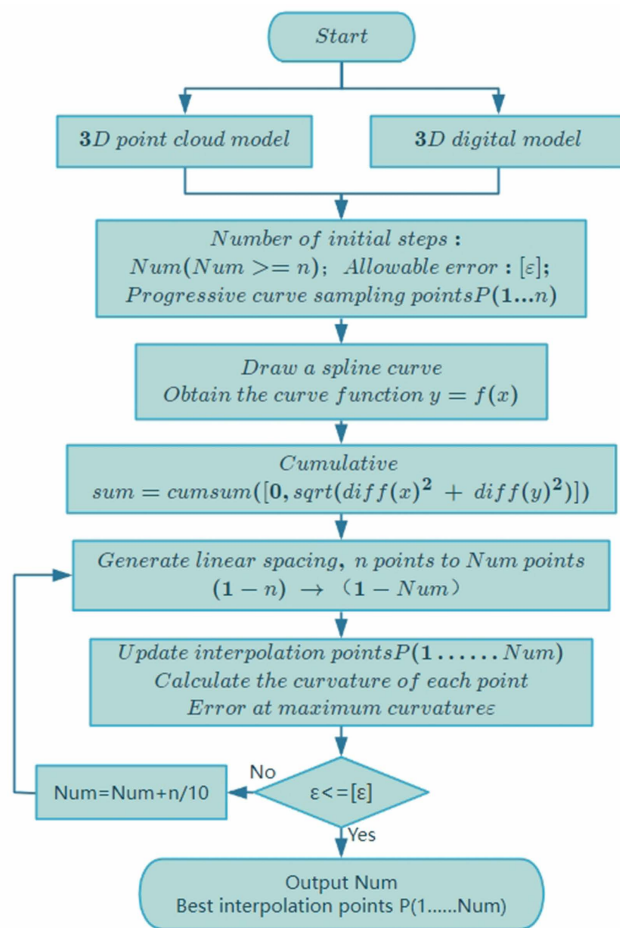 Start
3D point cloud model
3D digital model
Number of initial steps :
Num(Num >= n); Allowable error : [ε];
Progressive curve sampling pointsP(1...n)
Draw a spline curve
Obtain the curve function y = f(x)
Cumulative
sum = cumsum([0, sqrt(diff(x)² + diff(y)²)])
Generate linear spacing, n points to Num points
(1 − n) → （1 − Num）
Update interpolation pointsP(1......Num)
Calculate the curvature of each point
Error at maximum curvatureε
No
Num=Num+n/10
ε<=[ε]
Yes
Output Num
Best interpolation points P(1......Num)